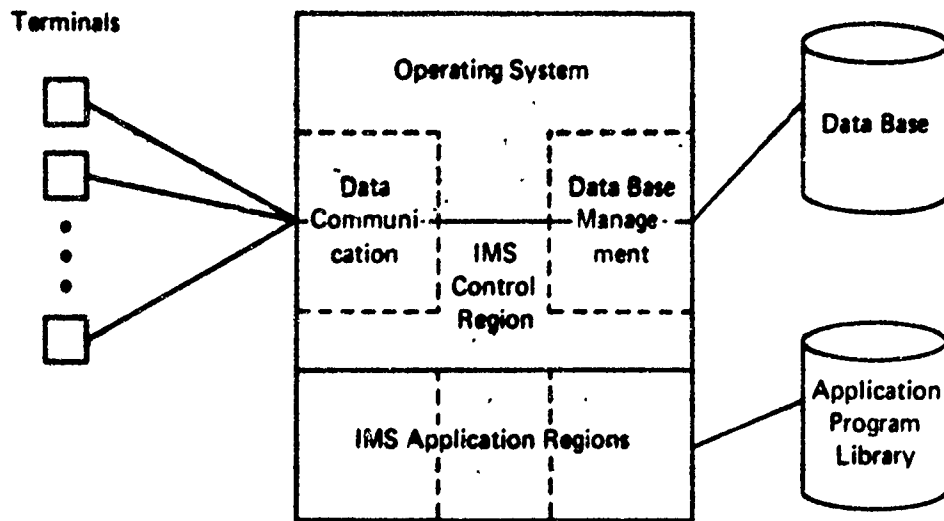 Terminals
Operating System
Data
Communi-
cation
IMS
Control
Region
Data Base
Manage-
ment
Data Base
IMS Application Regions
Application
Program
Library